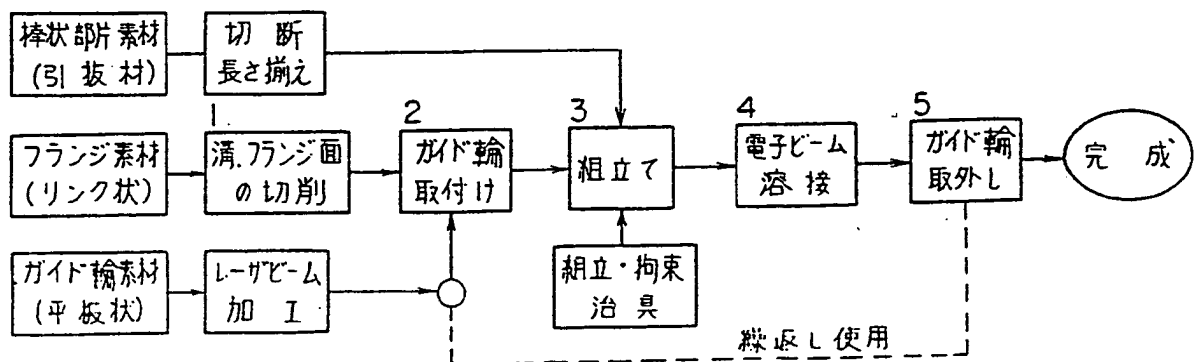 棒状部片素材
(引抜材)
切断
長さ揃え
フランジ素材
(リンク状)
1
溝.フランジ面
の切削
2
ガイド輪
取付け
3
組立て
4
電子ビーム
溶接
5
ガイド輪
取外し
完成
ガイド輪素材
(平板状)
レーザビーム
加工
組立・拘束
治具
繰返し使用